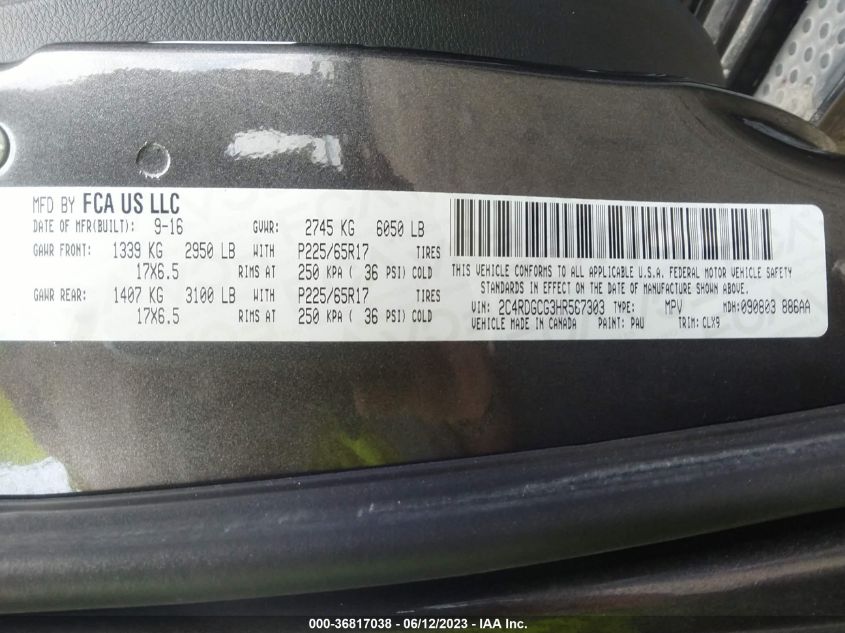 MFD BY FCA US LLC
DATE OF MFR(BUILT): 9-16 GVWR: 2745 KG 6050 LB
GAWR FRONT: 1339 KG 2950 LB WITH P225/65R17 TIRES
17X6.5 RIMS AT 250 KPA ( 36 PSI) COLD
GAWR REAR: 1407 KG 3100 LB WITH P225/65R17 TIRES
17X6.5 RIMS AT 250 KPA ( 36 PSI) COLD
THIS VEHICLE CONFORMS TO ALL APPLICABLE U.S.A. FEDERAL MOTOR VEHICLE SAFETY
STANDARDS IN EFFECT ON THE DATE OF MANUFACTURE SHOWN ABOVE.
VIN: 2C4RDGCG3HR567303 TYPE: MPV MDH: 090803 886AA
VEHICLE MADE IN CANADA PAINT: PAU TRIM: CLX9
000-36817038 - 06/12/2023 - IAA Inc.